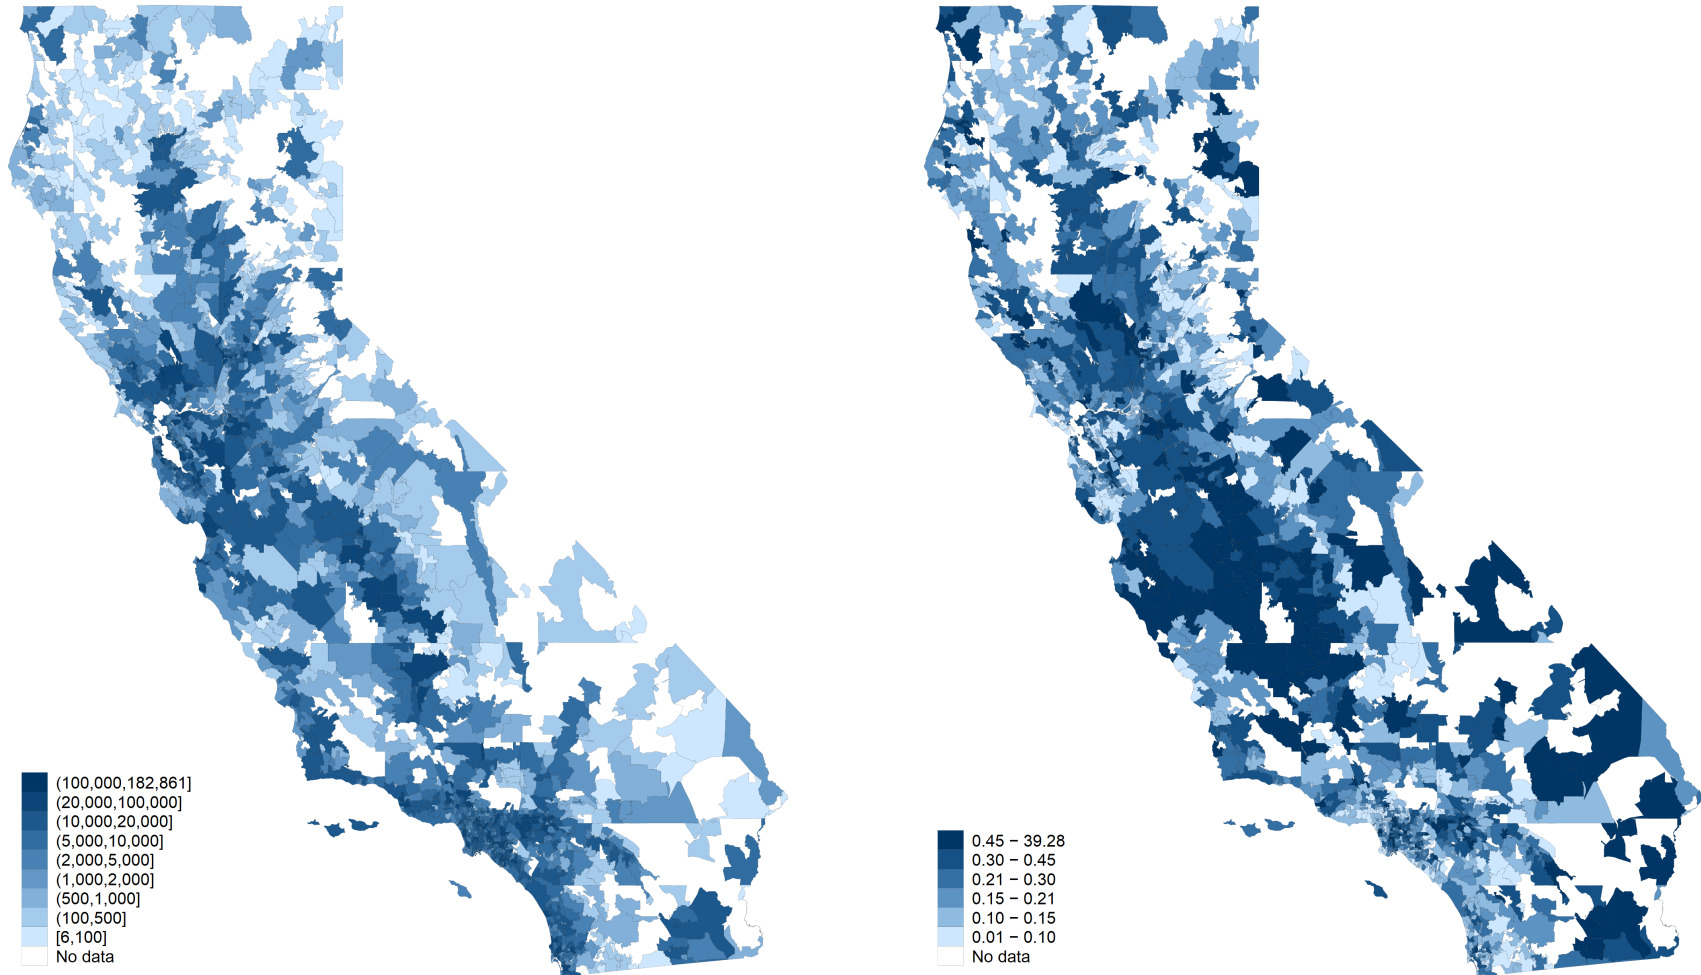 (100,000,182,861]
(20,000,100,000]
(10,000,20,000]
(5,000,10,000]
(2,000,5,000]
(1,000,2,000]
(500,1,000]
(100,500]
[6,100]
No data
0.45 − 39.28
0.30 − 0.45
0.21 − 0.30
0.15 − 0.21
0.10 − 0.15
0.01 − 0.10
No data